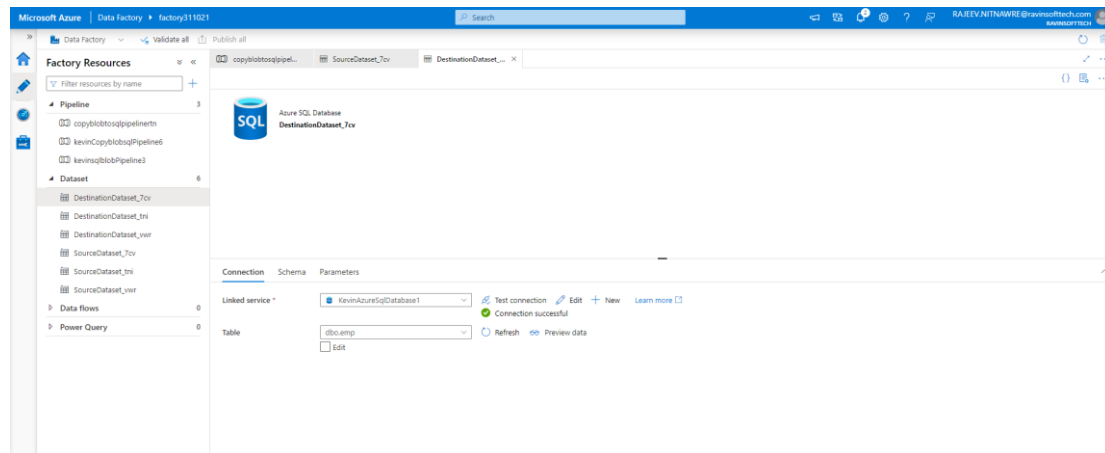 Microsoft Azure | Data Factory ▸ factory311021
Search
2
RAJEEV.NITNAWRE@ravinsofttech.com
RAVINSOFTTECH
Data Factory
Validate all
Publish all
Factory Resources
Filter resources by name
Pipeline 3
copyblobtosqlpipelinertn
kevinCopyblobsqlPipeline6
kevinsqlblobPipeline3
Dataset 6
DestinationDataset_7cv
DestinationDataset_tni
DestinationDataset_vwr
SourceDataset_7cv
SourceDataset_tni
SourceDataset_vwr
Data flows 0
Power Query 0
copyblobtosqlpipel...
SourceDataset_7cv
DestinationDataset_...
SQL
Azure SQL Database
DestinationDataset_7cv
Connection Schema Parameters
Linked service * KevinAzureSqlDatabase1 Test connection Edit New Learn more
Connection successful
Table dbo.emp Refresh Preview data
Edit